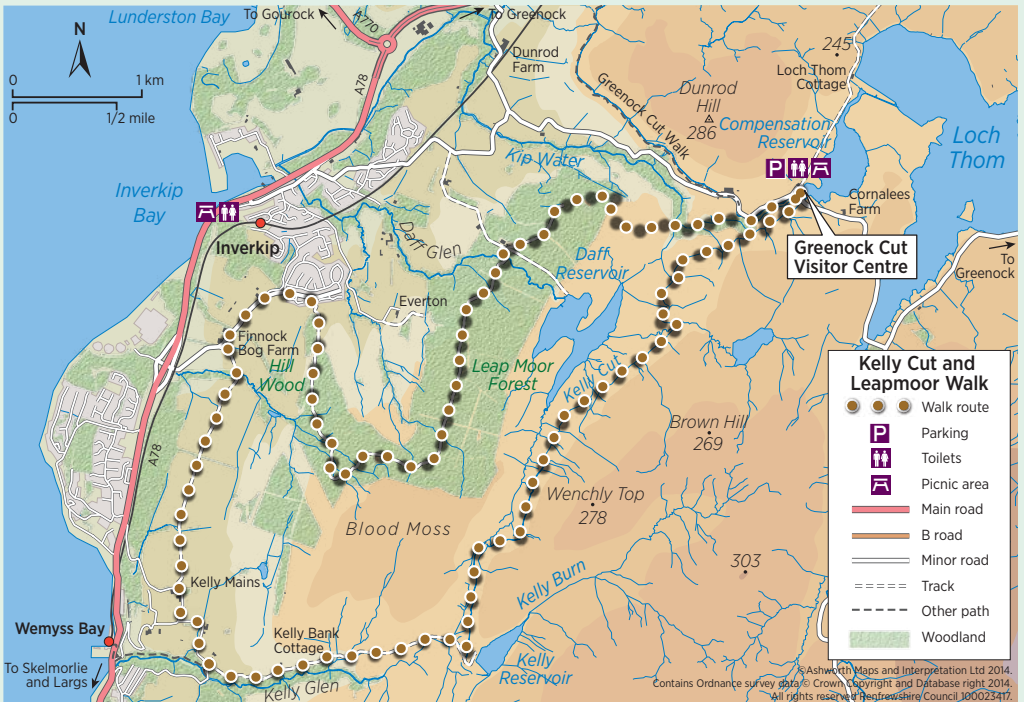 Lunderston Bay
To Gourock
A770
To Greenock
N
0
1 km
0
1/2 mile
A78
Dunrod
Farm
245
Loch Thom
Cottage
Greenock Cut Walk
Dunrod
Hill
286
Compensation
Reservoir
Loch
Thom
Kip Water
P
Inverkip
Bay
Cornalees
Farm
Inverkip
Daff Glen
Greenock Cut
Visitor Centre
To
Greenock
Daff
Reservoir
Everton
Finnock
Bog Farm
Hill
Wood
Leap Moor
Forest
Kelly Cut
Brown Hill
269
A78
Wenchly Top
278
Blood Moss
303
Kelly Mains
Kelly Burn
Wemyss Bay
Kelly Bank
Cottage
To Skelmorlie
and Largs
Kelly Glen
Kelly
Reservoir
Kelly Cut and
Leapmoor Walk
Walk route
P
Parking
Toilets
Picnic area
Main road
B road
Minor road
Track
Other path
Woodland
©Ashworth Maps and Interpretation Ltd 2014.
Contains Ordnance survey data © Crown Copyright and Database right 2014.
All rights reserved Renfrewshire Council 100023417.